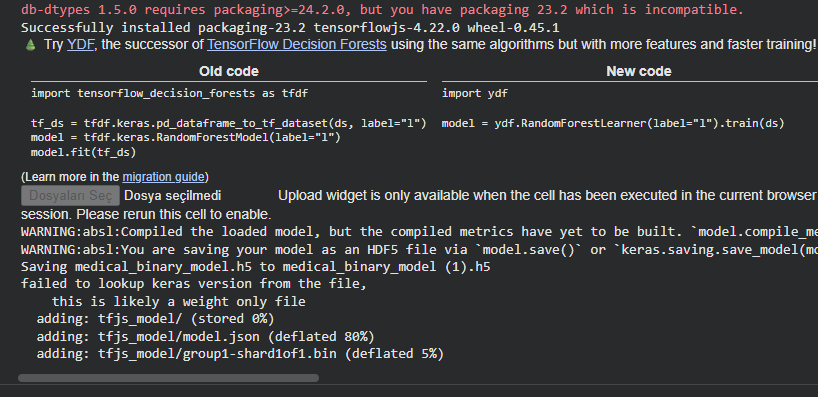 db-dtypes 1.5.0 requires packaging>=24.2.0, but you have packaging 23.2 which is incompatible.
Successfully installed packaging-23.2 tensorflowjs-4.22.0 wheel-0.45.1
Try YDF, the successor of TensorFlow Decision Forests using the same algorithms but with more features and faster training!
Old code
New code
import tensorflow_decision_forests as tfdf
import ydf
tf_ds = tfdf.keras.pd_dataframe_to_tf_dataset(ds, label="l")
model = ydf.RandomForestLearner(label="l").train(ds)
model = tfdf.keras.RandomForestModel(label="l")
model.fit(tf_ds)
(Learn more in the migration guide)
Dosyaları Seç Dosya seçilmedi Upload widget is only available when the cell has been executed in the current browser
session. Please rerun this cell to enable.
WARNING:absl:Compiled the loaded model, but the compiled metrics have yet to be built. `model.compile_me
WARNING:absl:You are saving your model as an HDF5 file via `model.save()` or `keras.saving.save_model(mo
Saving medical_binary_model.h5 to medical_binary_model (1).h5
failed to lookup keras version from the file,
this is likely a weight only file
adding: tfjs_model/ (stored 0%)
adding: tfjs_model/model.json (deflated 80%)
adding: tfjs_model/group1-shard1of1.bin (deflated 5%)